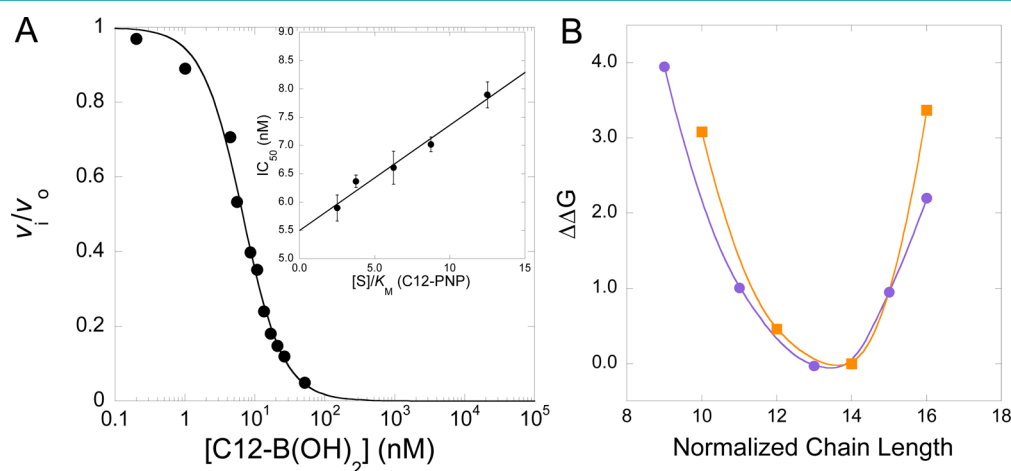 A
1
0.8
0.6
0.4
0.2
0
v_i/v_o
0.1 1 10^1 10^2 10^3 10^4 10^5
[C12-B(OH)_2] (nM)
9.0
8.5
8.0
7.5
7.0
6.5
6.0
5.5
5.0
IC_50 (nM)
0.0 5.0 10 15
[S]/K_M (C12-PNP)
B
4.0
3.0
2.0
1.0
0.0
ΔΔG
8 10 12 14 16 18
Normalized Chain Length